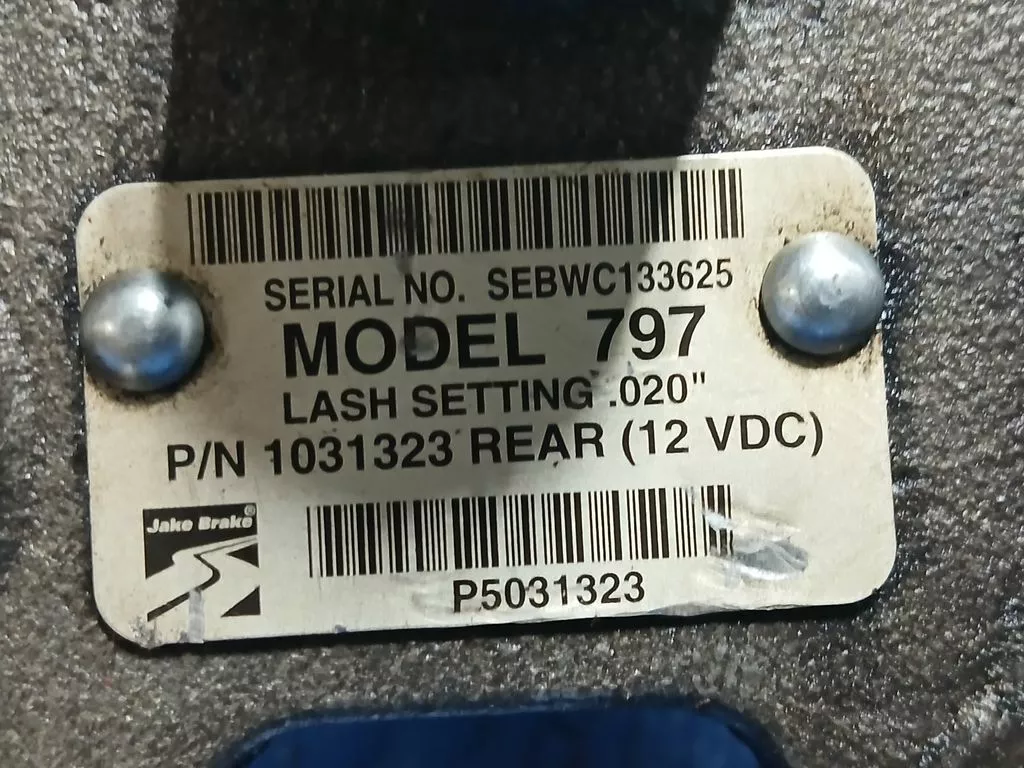 SERIAL NO. SEBWC133625
MODEL 797
LASH SETTING .020"
P/N 1031323 REAR (12 VDC)
Jake Brake®
P5031323